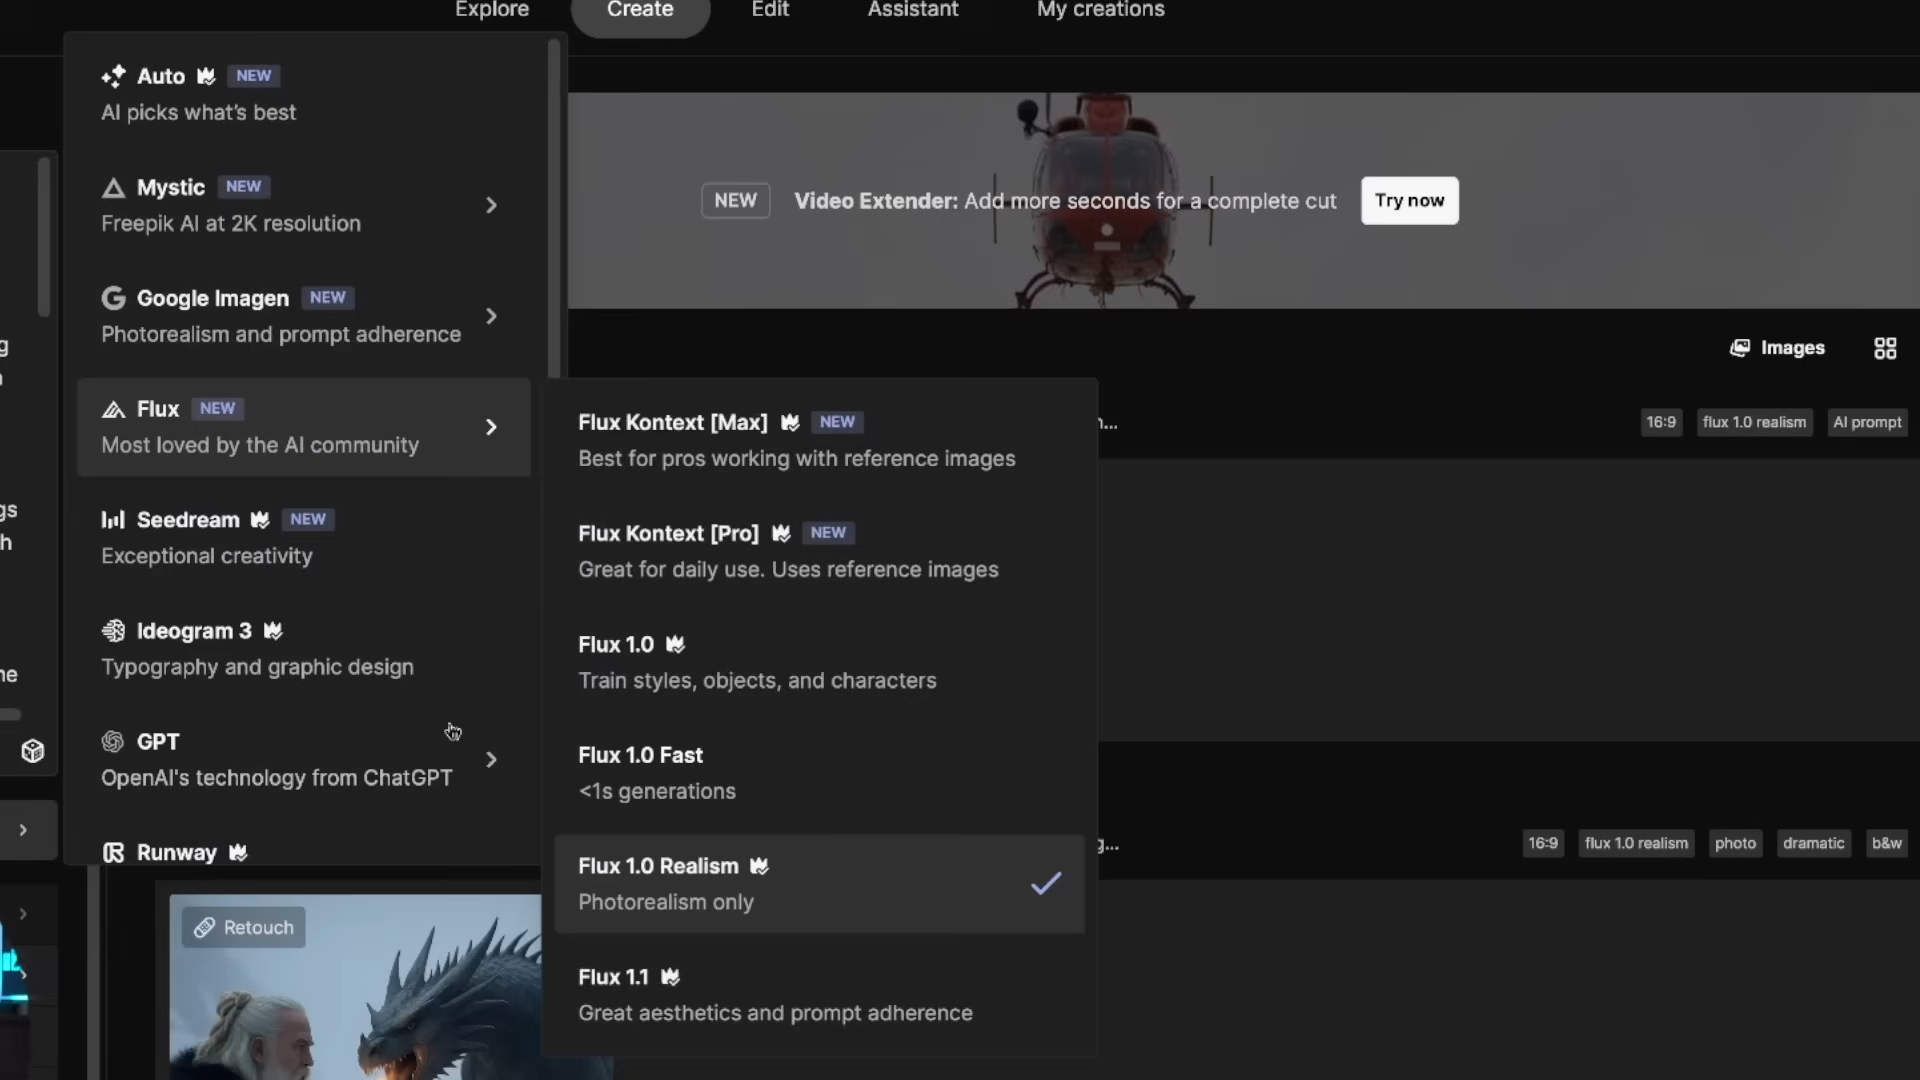 Explore
Create
Edit
Assistant
My creations
Auto NEW
AI picks what's best
Mystic NEW
Freepik AI at 2K resolution
Google Imagen NEW
Photorealism and prompt adherence
Flux NEW
Most loved by the AI community
Seedream NEW
Exceptional creativity
Ideogram 3
Typography and graphic design
GPT
OpenAI's technology from ChatGPT
Runway
NEW Video Extender: Add more seconds for a complete cut Try now
Images
16:9 flux 1.0 realism AI prompt
Flux Kontext [Max] NEW
Best for pros working with reference images
Flux Kontext [Pro] NEW
Great for daily use. Uses reference images
Flux 1.0
Train styles, objects, and characters
Flux 1.0 Fast
<1s generations
Flux 1.0 Realism
Photorealism only
Flux 1.1
Great aesthetics and prompt adherence
16:9 flux 1.0 realism photo dramatic b&w
Retouch